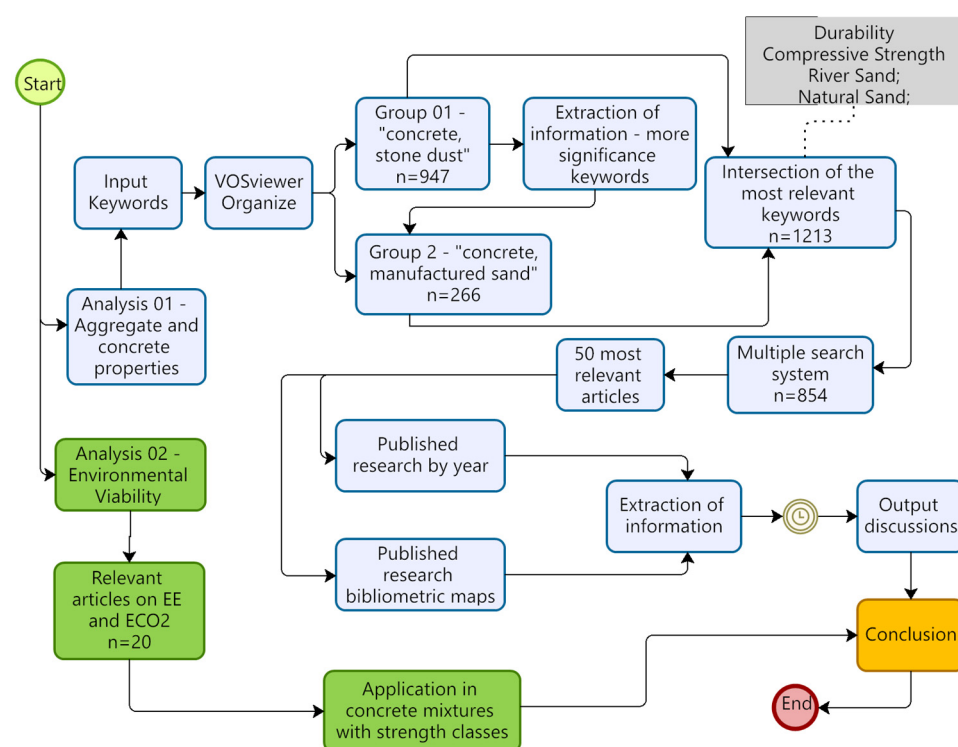 Durability
Compressive Strength
River Sand;
Natural Sand;
Start
Group 01 -
"concrete,
stone dust"
n=947
Extraction of
information - more
significance
keywords
Input
Keywords
VOSviewer
Organize
Intersection of the
most relevant
keywords
n=1213
Group 2 - "concrete,
manufactured sand"
n=266
Analysis 01 -
Aggregate and
concrete
properties
50 most
relevant
articles
Multiple search
system
n=854
Analysis 02 -
Environmental
Viability
Published
research by year
Extraction of
information
Output
discussions
Published
research
bibliometric maps
Relevant
articles on EE
and ECO2
n=20
Conclusion
Application in
concrete mixtures
with strength classes
End